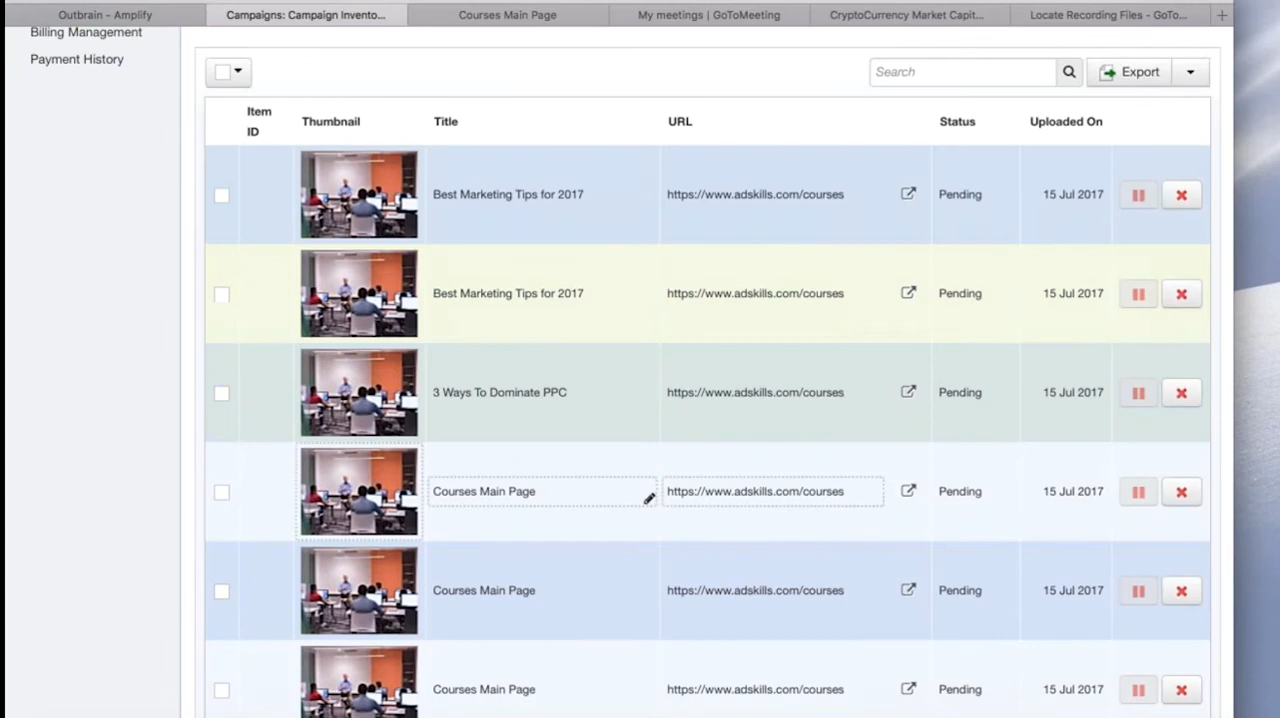 Outbrain - Amplify
Campaigns: Campaign Invento...
Courses Main Page
My meetings | GoToMeeting
CryptoCurrency Market Capit...
Locate Recording Files - GoTo...
Billing Management
Payment History
Search
Export
Item ID
Thumbnail
Title
URL
Status
Uploaded On
Best Marketing Tips for 2017 https://www.adskills.com/courses Pending 15 Jul 2017
Best Marketing Tips for 2017 https://www.adskills.com/courses Pending 15 Jul 2017
3 Ways To Dominate PPC https://www.adskills.com/courses Pending 15 Jul 2017
Courses Main Page https://www.adskills.com/courses Pending 15 Jul 2017
Courses Main Page https://www.adskills.com/courses Pending 15 Jul 2017
Courses Main Page https://www.adskills.com/courses Pending 15 Jul 2017